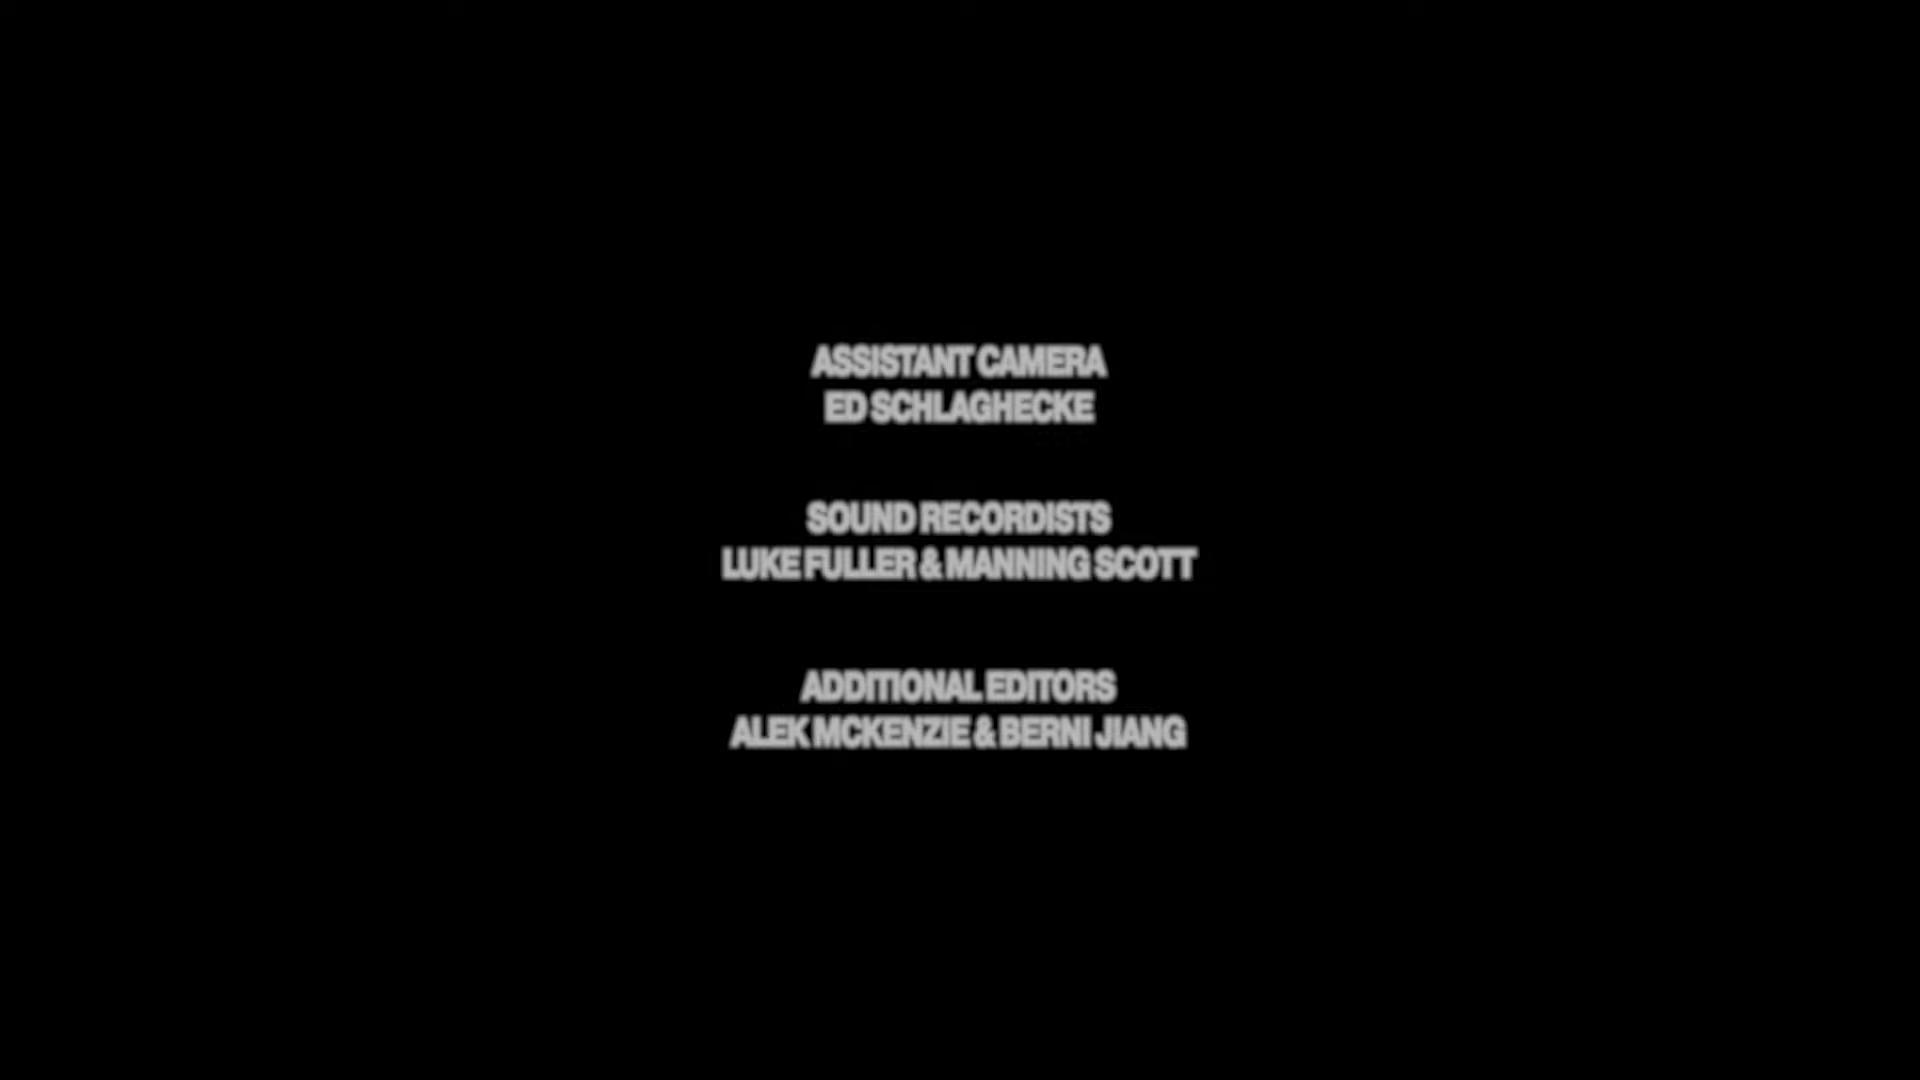 ASSISTANT CAMERA
ED SCHLAGHECKE
SOUND RECORDISTS
LUKE FULLER & MANNING SCOTT
ADDITIONAL EDITORS
ALEK MCKENZIE & BERNI JIANG